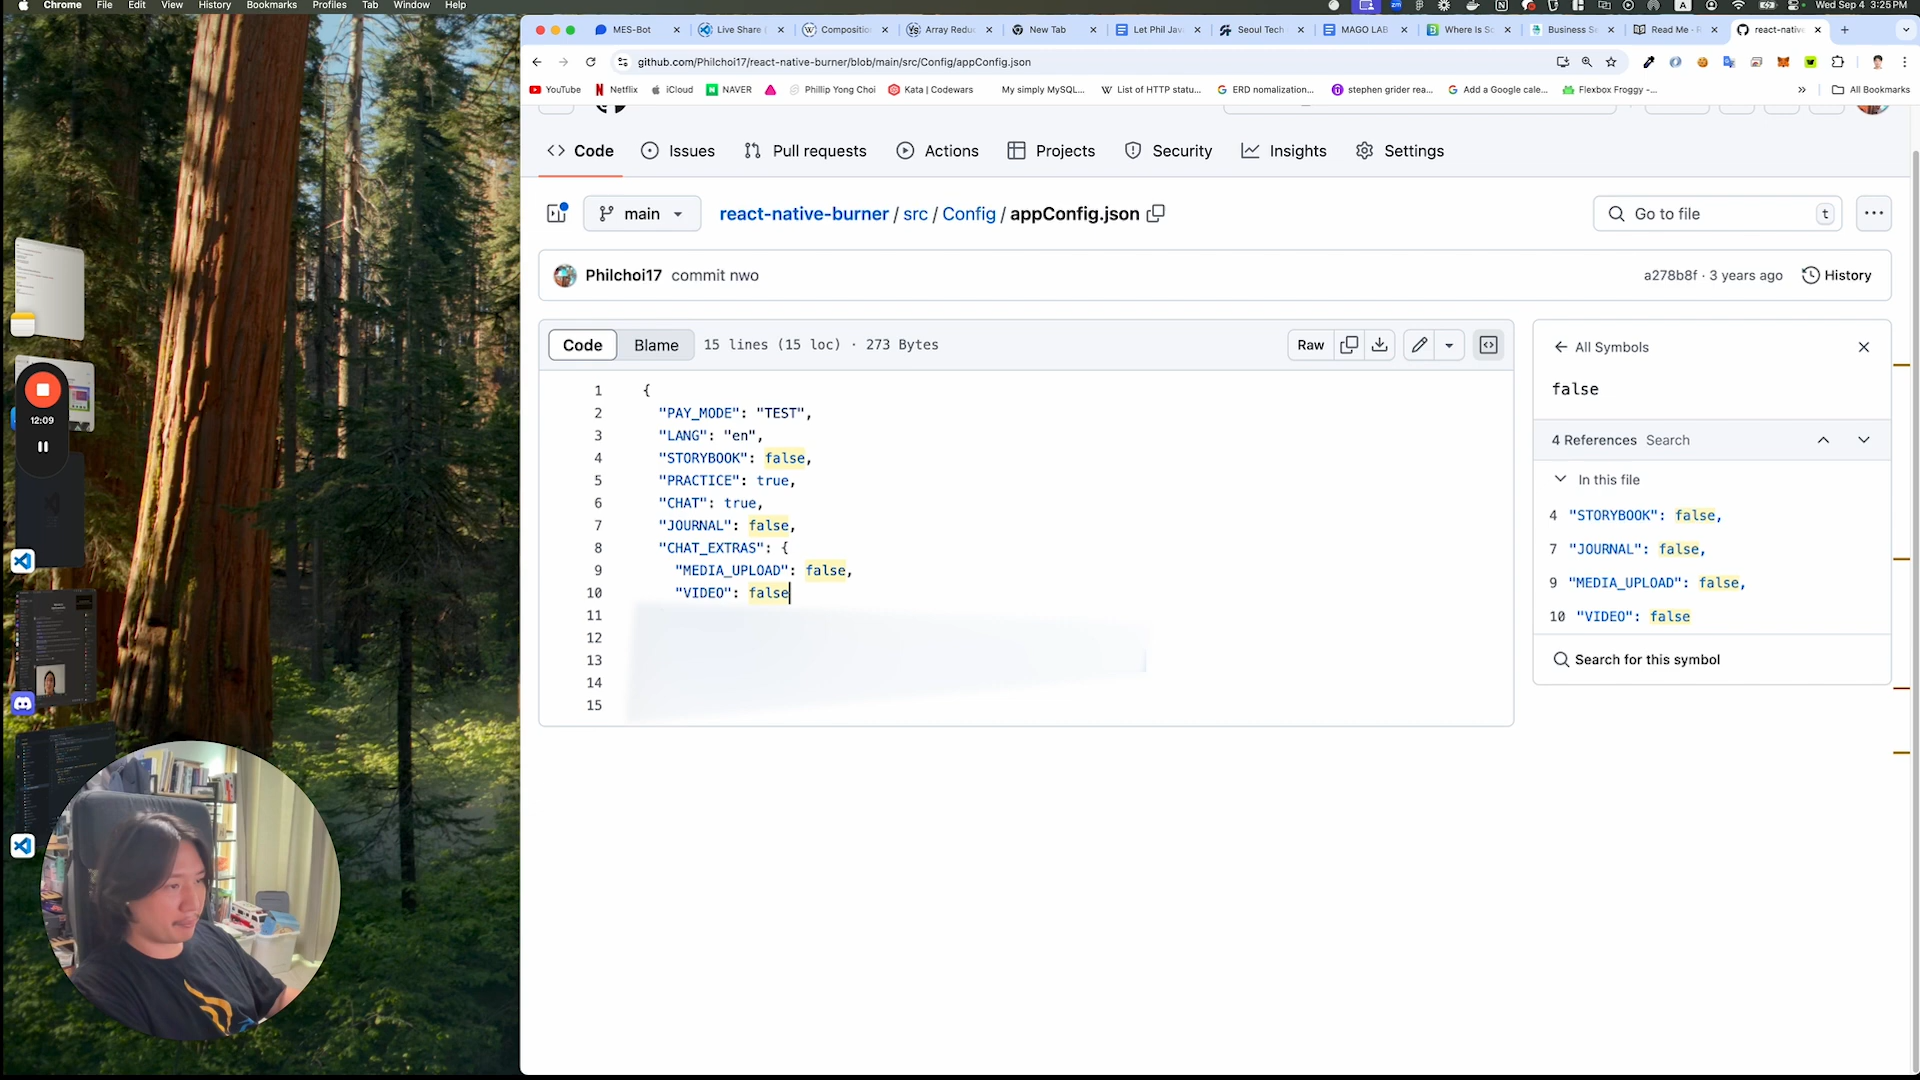 Chrome File Edit View History Bookmarks Profiles Tab Window Help
Wed Sep 4 3:25 PM
MES-Bot
Live Share
Compositio
Array Redu
New Tab
Let Phil Jav
Seoul Tech
MAGO LAB
Where Is Sc
Business Se
Read Me - R
react-native
github.com/Philchoi17/react-native-burner/blob/main/src/Config/appConfig.json
YouTube Netflix iCloud NAVER Phillip Yong Choi Kata | Codewars My simply MySQL... List of HTTP statu... ERD nomalization... stephen grider rea... Add a Google cale... Flexbox Froggy -... All Bookmarks
Code Issues Pull requests Actions Projects Security Insights Settings
main react-native-burner / src / Config / appConfig.json Go to file t
Philchoi17 commit nwo a278b8f · 3 years ago History
Code Blame 15 lines (15 loc) · 273 Bytes Raw
1 {
2 "PAY_MODE": "TEST",
3 "LANG": "en",
4 "STORYBOOK": false,
5 "PRACTICE": true,
6 "CHAT": true,
7 "JOURNAL": false,
8 "CHAT_EXTRAS": {
9 "MEDIA_UPLOAD": false,
10 "VIDEO": false
11
12
13
14
15
All Symbols
false
4 References Search
In this file
4 "STORYBOOK": false,
7 "JOURNAL": false,
9 "MEDIA_UPLOAD": false,
10 "VIDEO": false
Search for this symbol
12:09